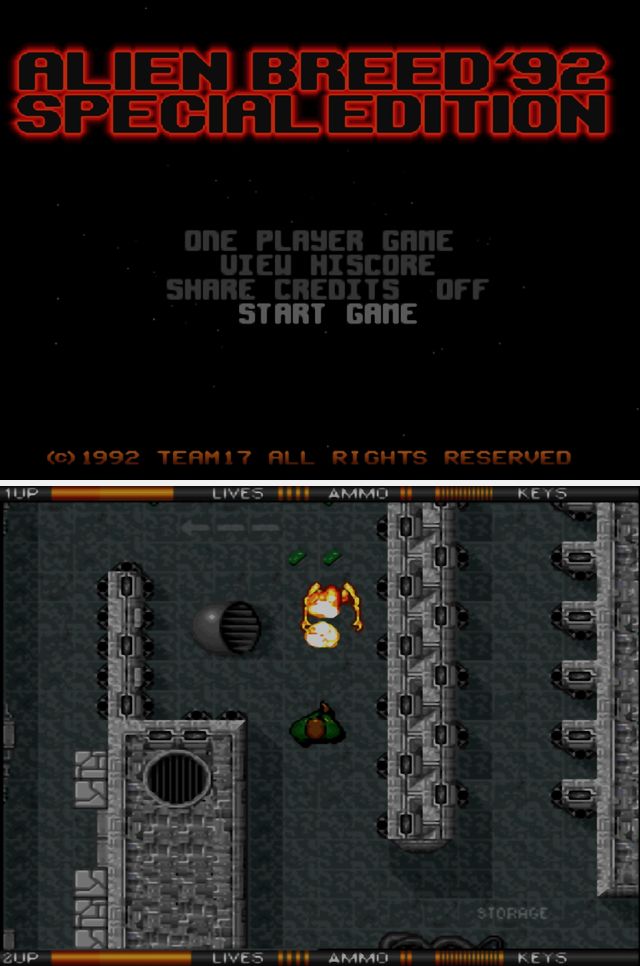 ALIEN BREED'92
SPECIAL EDITION
ONE PLAYER GAME
VIEW HISCORE
SHARE CREDITS OFF
START GAME
(c) 1992 TEAM17 ALL RIGHTS RESERVED
1UP LIVES AMMO KEYS
STORAGE
2UP LIVES AMMO KEYS